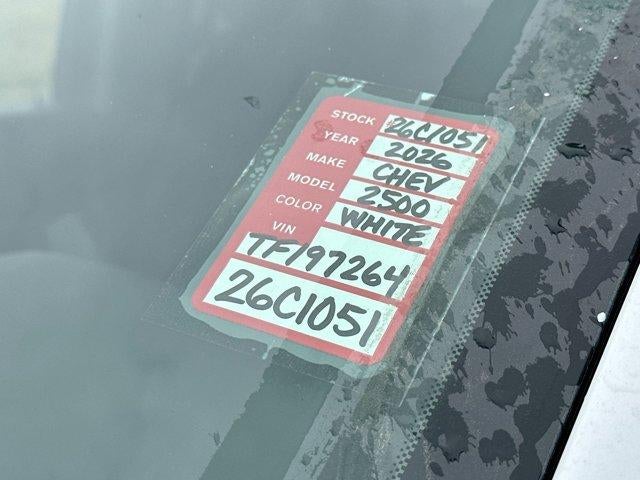 STOCK 26C1051
YEAR 2026
MAKE CHEV
MODEL 2500
COLOR WHITE
VIN
TF197264
26C1051